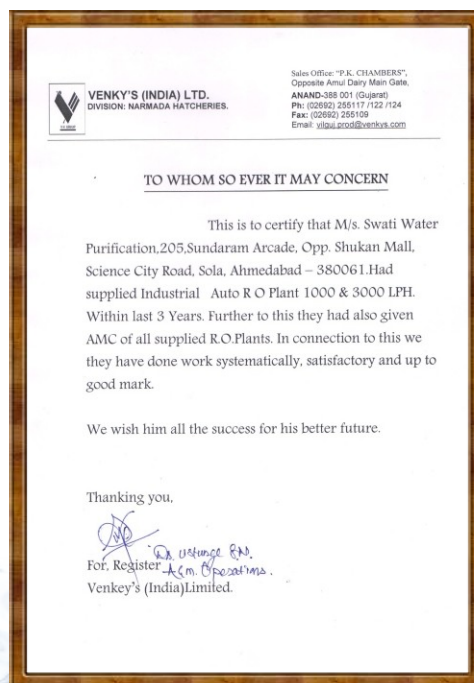 VENKY'S (INDIA) LTD.
DIVISION: NARMADA HATCHERIES.
Sales Office: "P.K. CHAMBERS",
Opposite Amul Dairy Main Gate,
ANAND-388 001 (Gujarat)
Ph: (02692) 255117 /122 /124
Fax: (02692) 255109
Email: vilguj.prod@venkys.com
TO WHOM SO EVER IT MAY CONCERN
This is to certify that M/s. Swati Water
Purification,205,Sundaram Arcade, Opp. Shukan Mall,
Science City Road, Sola, Ahmedabad – 380061.Had
supplied Industrial Auto R O Plant 1000 & 3000 LPH.
Within last 3 Years. Further to this they had also given
AMC of all supplied R.O.Plants. In connection to this we
they have done work systematically, satisfactory and up to
good mark.
We wish him all the success for his better future.
Thanking you,
Dr.
For, Register
Operations.
Venkey's (India)Limited.